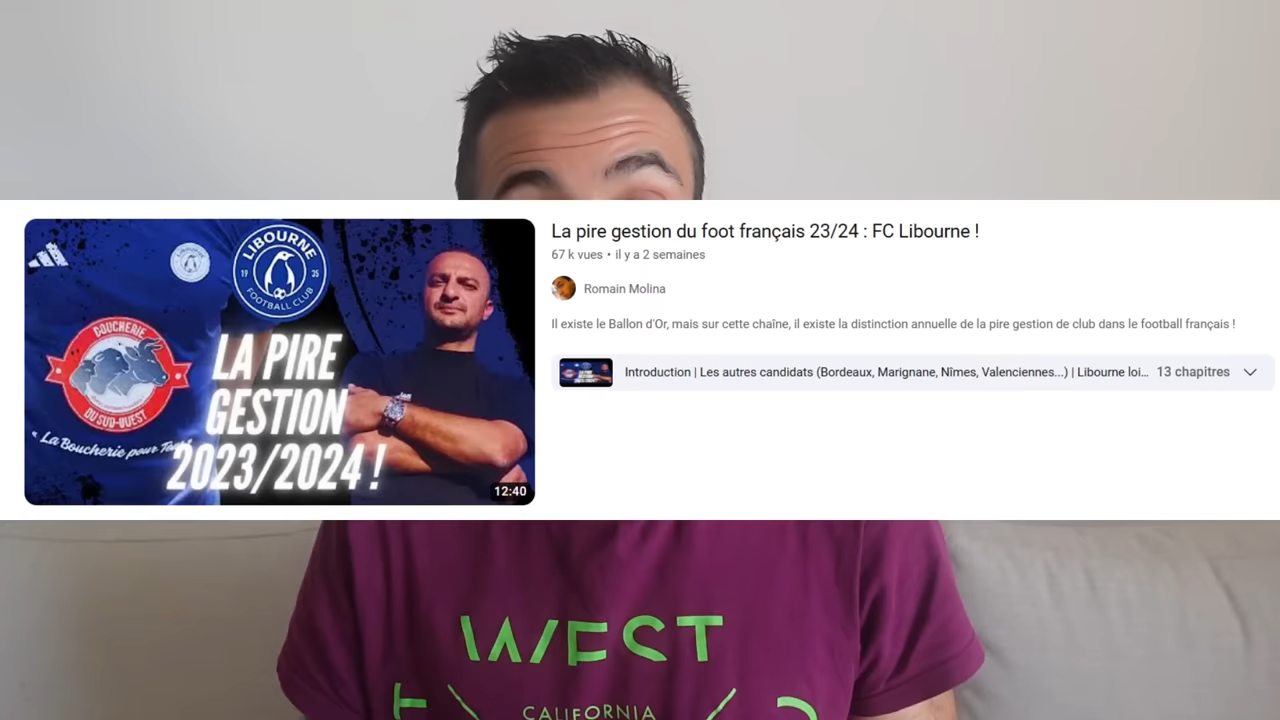 LIBOURNE
19 35
FOOTBALL CLUB
BOUCHERIE
DU SUD-OUEST
« La Boucherie pour Tous »
LA PIRE
GESTION
2023/2024 !
12:40
La pire gestion du foot français 23/24 : FC Libourne !
67 k vues • il y a 2 semaines
Romain Molina
Il existe le Ballon d'Or, mais sur cette chaîne, il existe la distinction annuelle de la pire gestion de club dans le football français !
Introduction | Les autres candidats (Bordeaux, Marignane, Nîmes, Valenciennes...) | Libourne loi... 13 chapitres
WEST
CALIFORNIA